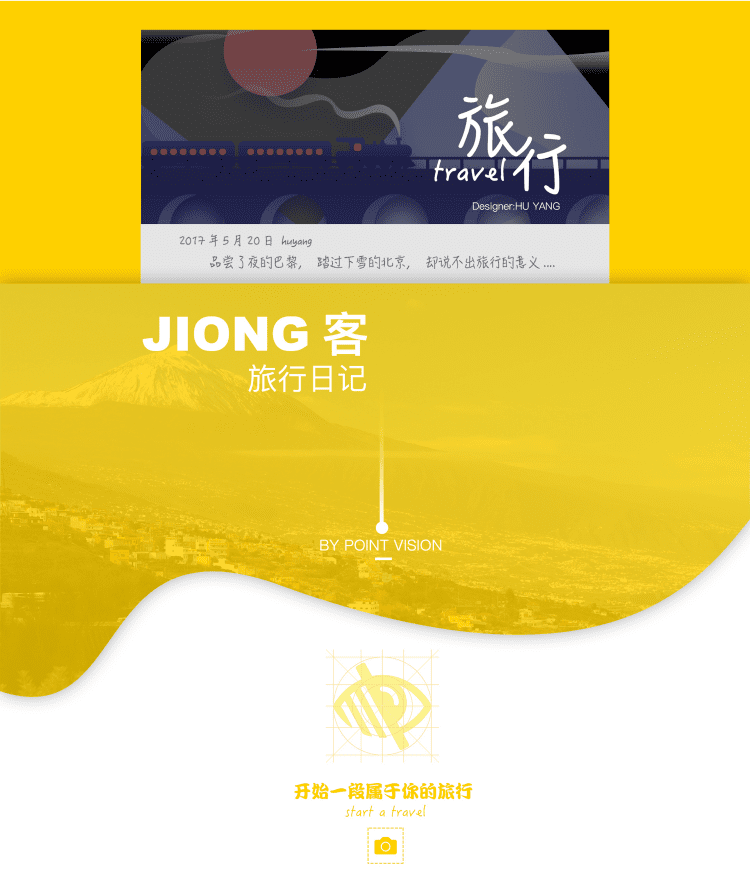 旅行
travel
Designer:HU YANG
2017 年 5 月 20 日 huyang
品尝了夜的巴黎， 踏过下雪的北京， 却说不出旅行的意义 ....
JIONG 客
旅行日记
BY POINT VISION
开始一段属于你的旅行
start a travel